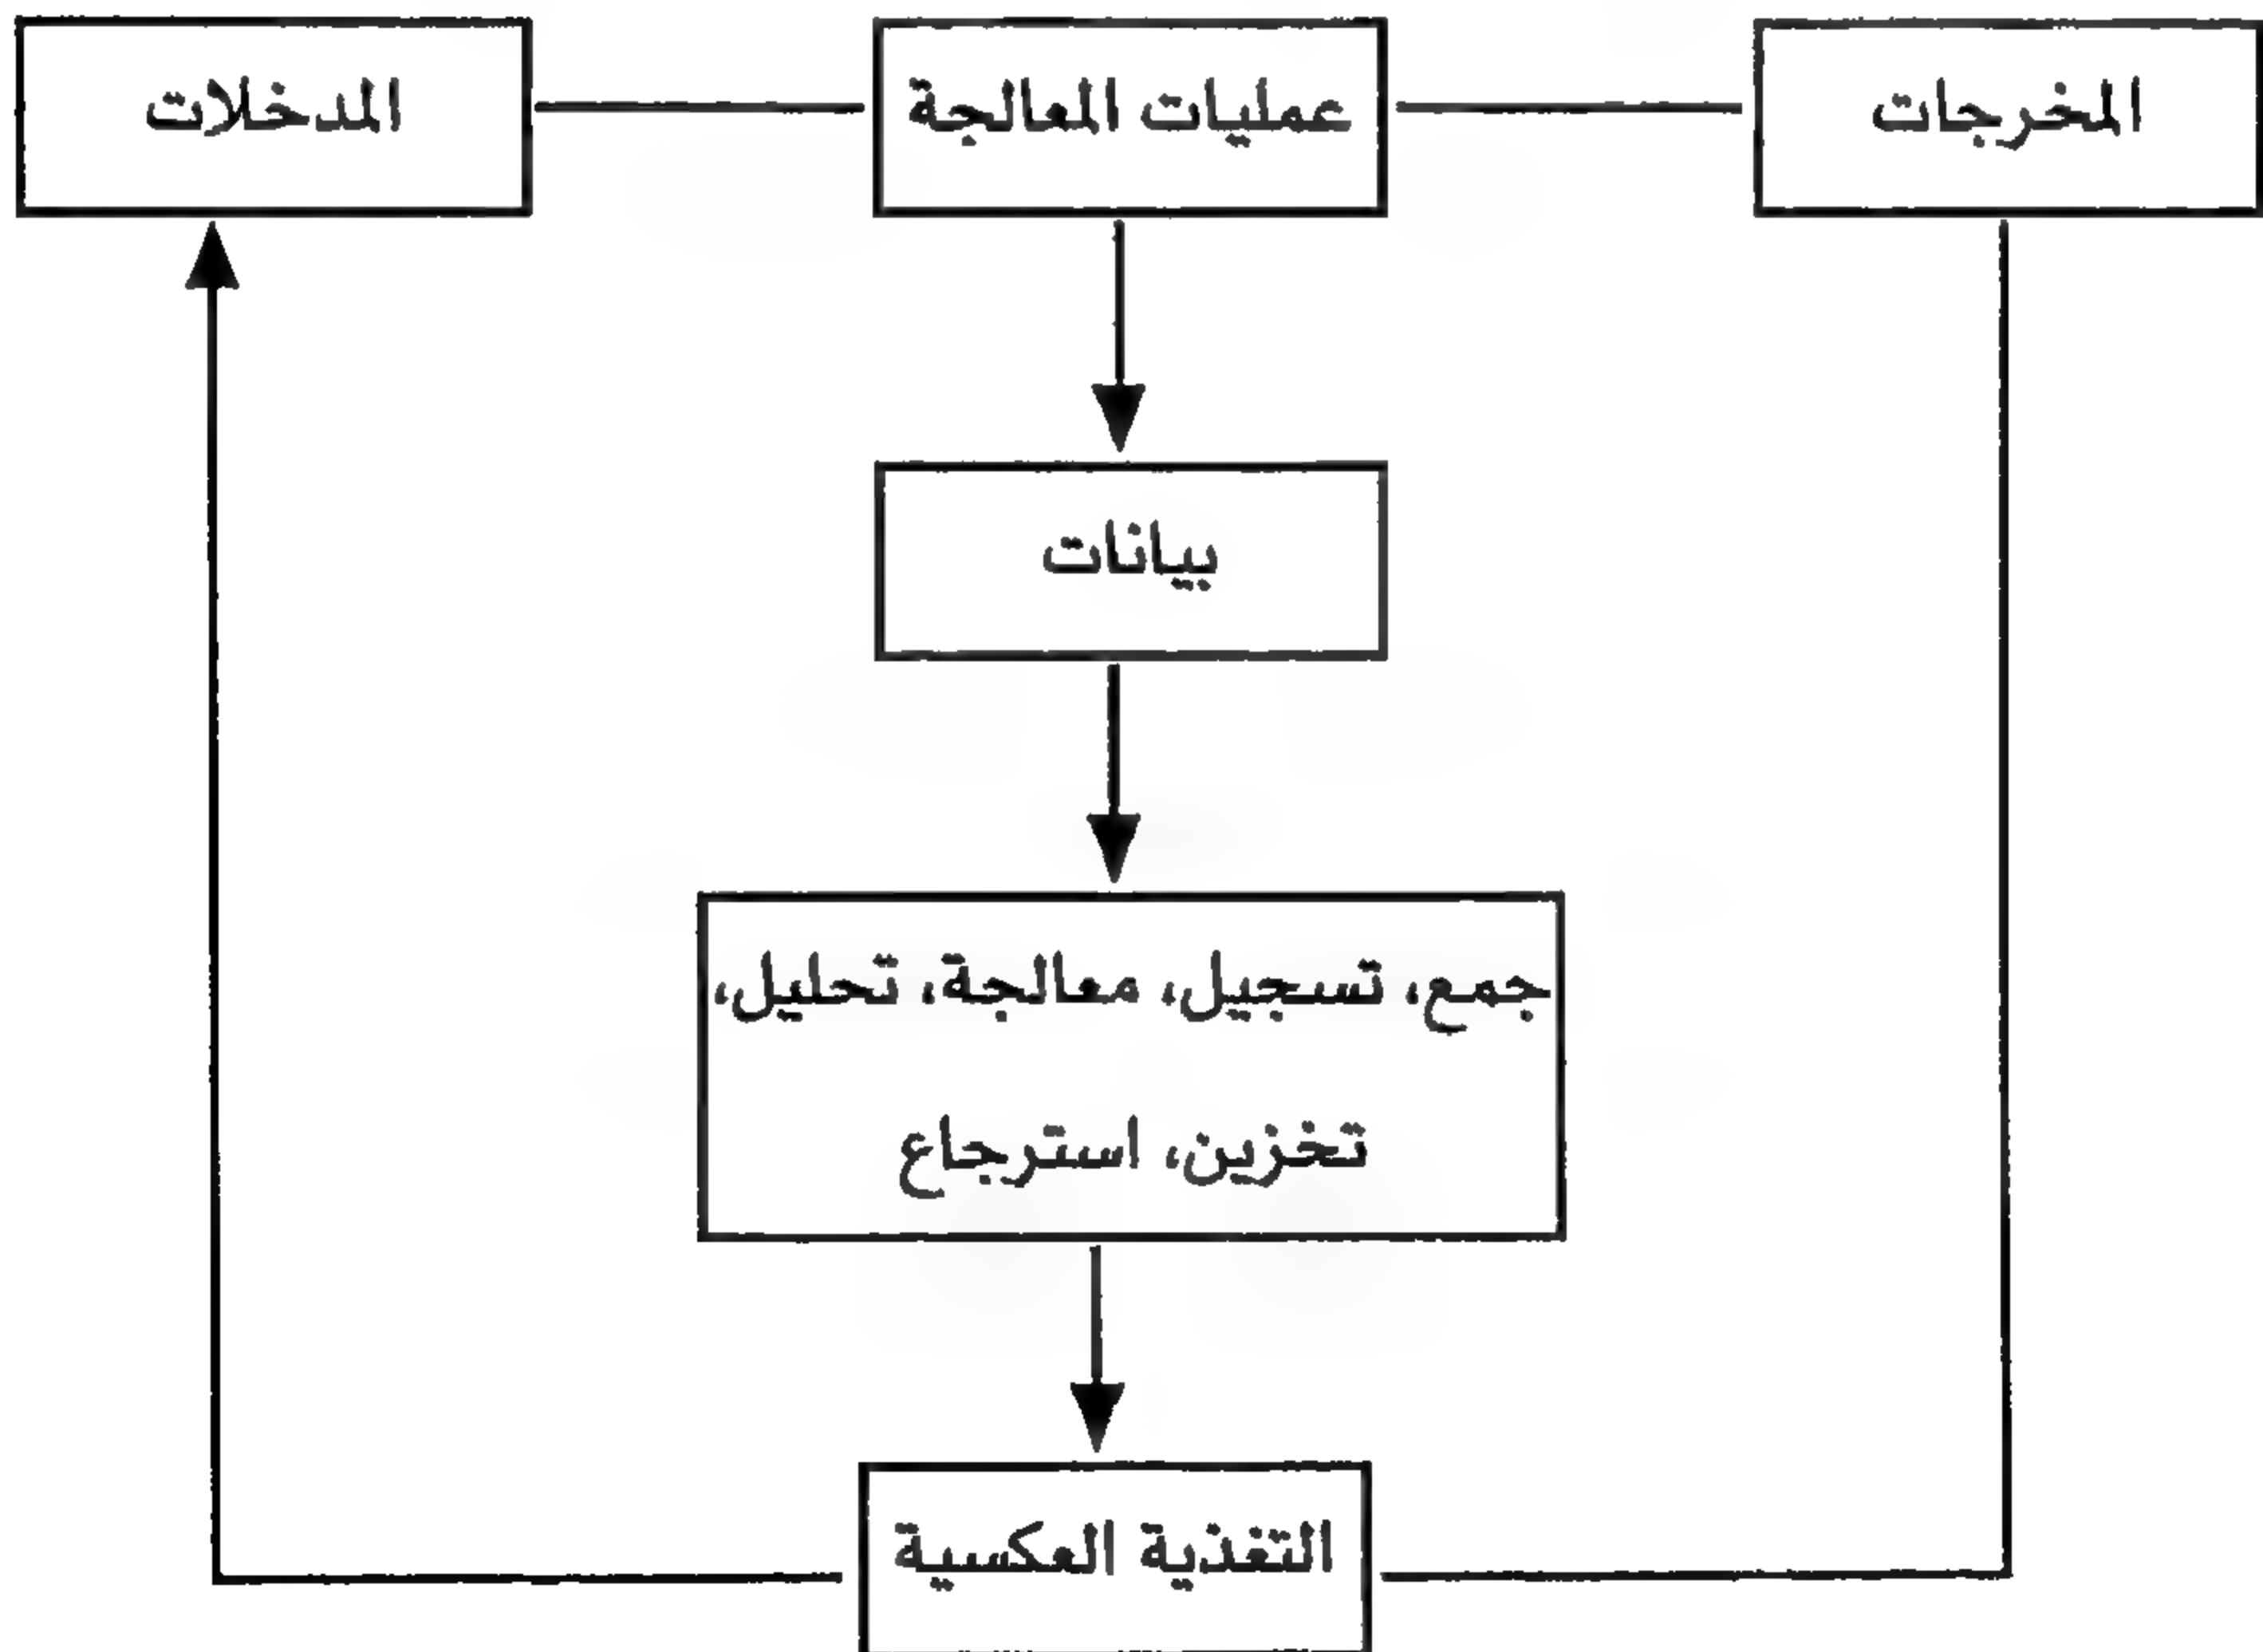 المخرجات
عمليات المعالجة
المدخلات
بيانات
جمع، تسجيل، معالجة، تحليل،
تخزين، استرجاع
التغذية العكسية